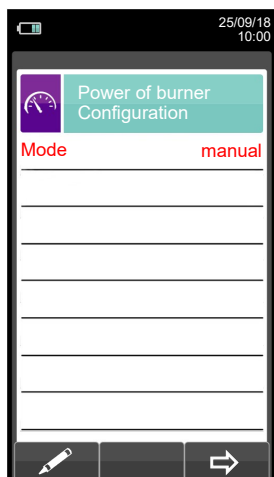 25/09/18
10:00
Power of burner
Configuration
Mode manual